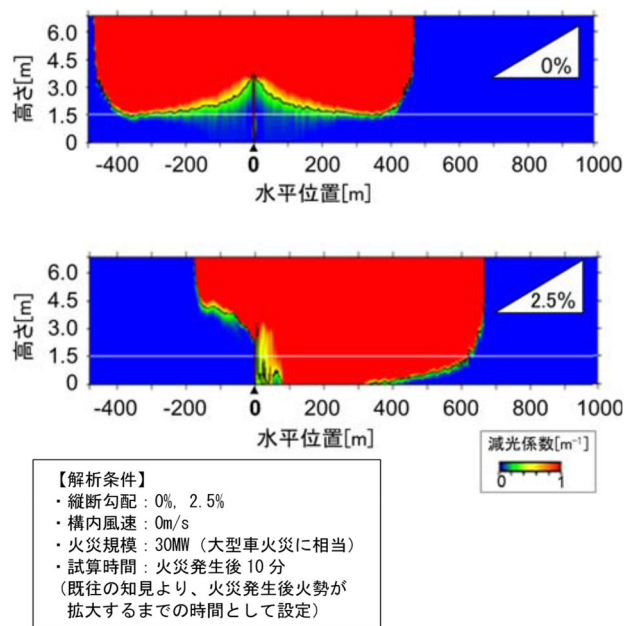 高さ[m]
6.0
4.5
3.0
1.5
0
0%
-400 -200 0 200 400 600 800 1000
水平位置[m]
高さ[m]
6.0
4.5
3.0
1.5
0
2.5%
-400 -200 0 200 400 600 800 1000
水平位置[m]
減光係数[m⁻¹]
0 1
【解析条件】
・縦断勾配：0%, 2.5%
・構内風速：0m/s
・火災規模：30MW（大型車火災に相当）
・試算時間：火災発生後 10 分
（既往の知見より、火災発生後火勢が
拡大するまでの時間として設定）